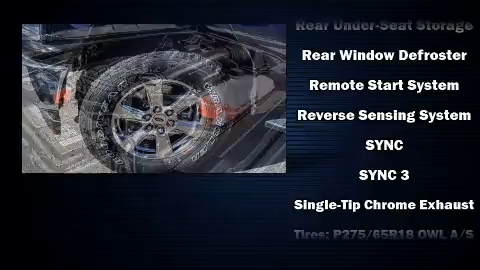 Rear Under-Seat Storage
Rear Window Defroster
Remote Start System
Reverse Sensing System
SYNC
SYNC 3
Single-Tip Chrome Exhaust
Tires: P275/65R18 OWL A/S